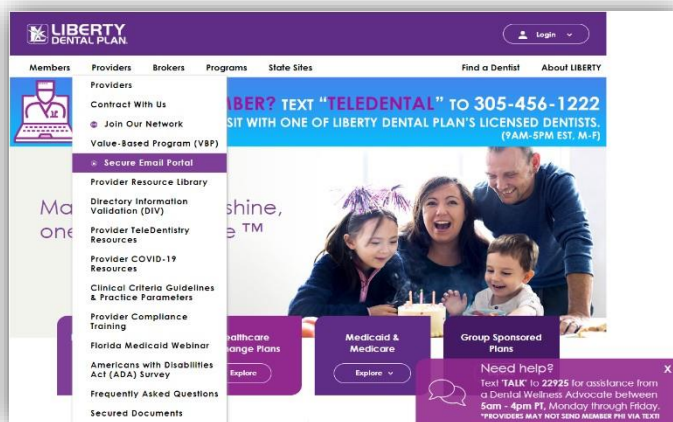 LIBERTY
DENTAL PLAN
Login
Members Providers Brokers Programs State Sites Find a Dentist About LIBERTY
Providers
Contract With Us
Join Our Network
Value-Based Program (VBP)
Secure Email Portal
Provider Resource Library
Directory Information
Validation (DIV)
Provider TeleDentistry
Resources
Provider COVID-19
Resources
Clinical Criteria Guidelines
& Practice Parameters
Provider Compliance
Training
Florida Medicaid Webinar
Americans with Disabilities
Act (ADA) Survey
Frequently Asked Questions
Secured Documents
MBER? TEXT “TELEDENTAL” TO 305-456-1222
SIT WITH ONE OF LIBERTY DENTAL PLAN'S LICENSED DENTISTS.
(9AM-5PM EST, M-F)
Ma shine,
one e ™
ealthcare
hange Plans
Explore
Medicaid &
Medicare
Explore
Group Sponsored
Plans
Need help? X
Text 'TALK' to 22925 for assistance from
a Dental Wellness Advocate between
5am - 4pm PT, Monday through Friday.
*PROVIDERS MAY NOT SEND MEMBER PHI VIA TEXT!